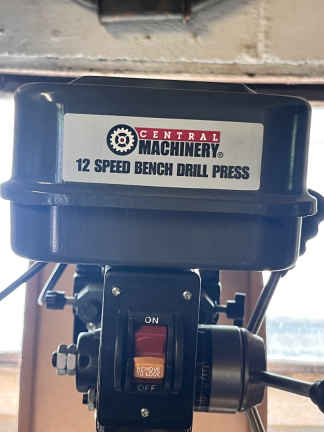 CENTRAL
MACHINERY®
12 SPEED BENCH DRILL PRESS
ON
REMOVE
TO LOCK
OFF